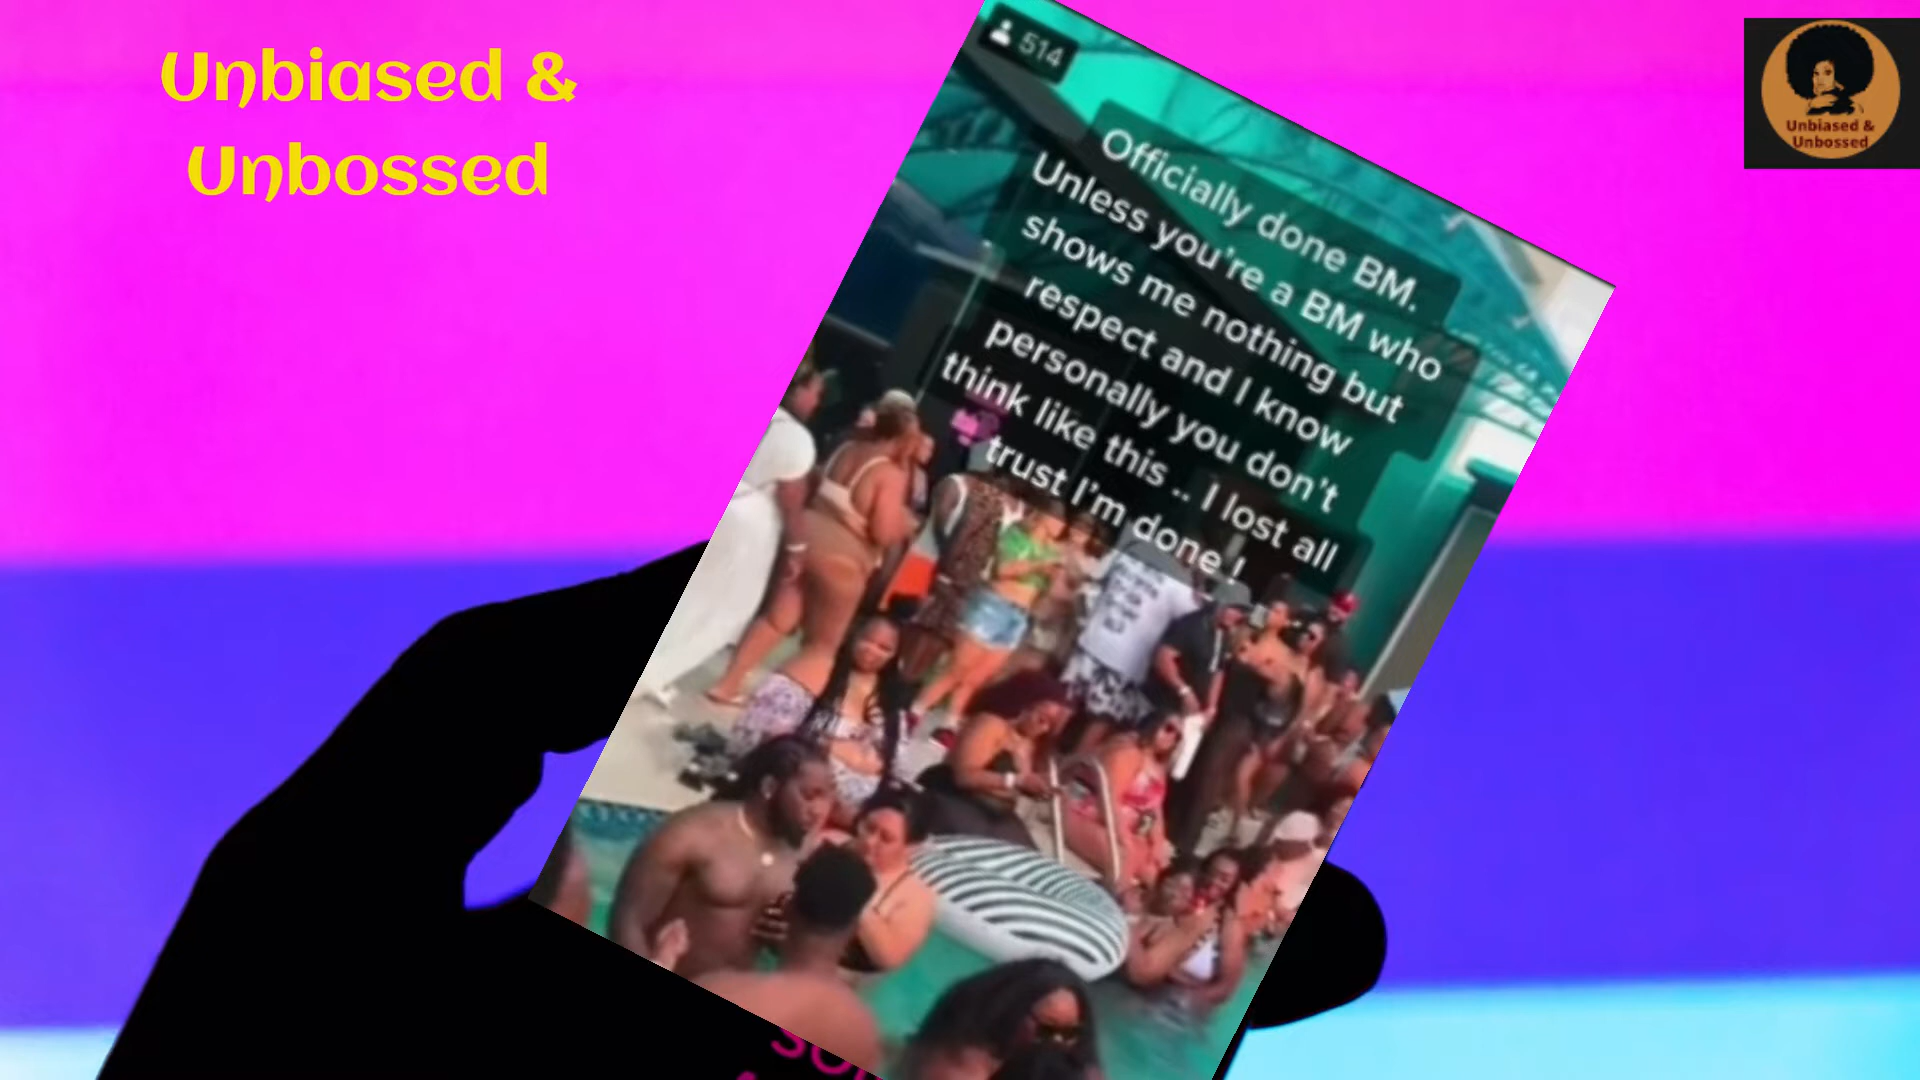 Unbiased &
Unbossed
514
Officially done BM.
Unless you're a BM who
shows me nothing but
respect and I know
personally you don't
think like this .. I lost all
trust I'm done !
Unbiased &
Unbossed